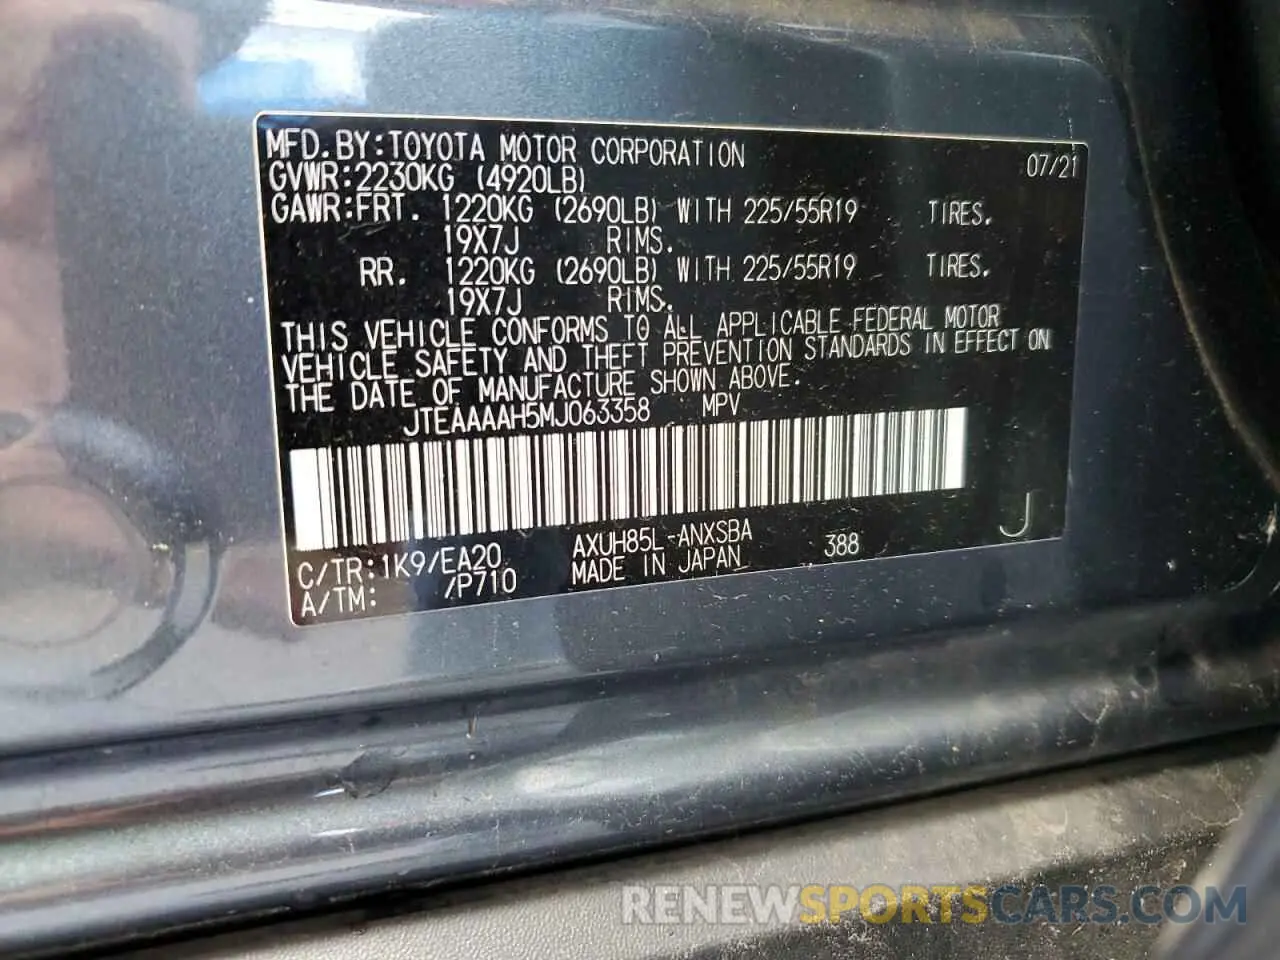 MFD.BY:TOYOTA MOTOR CORPORATION 07/21
GVWR:2230KG (4920LB)
GAWR:FRT. 1220KG (2690LB) WITH 225/55R19 TIRES.
19X7J RIMS.
RR. 1220KG (2690LB) WITH 225/55R19 TIRES.
19X7J RIMS.
THIS VEHICLE CONFORMS TO ALL APPLICABLE FEDERAL MOTOR
VEHICLE SAFETY AND THEFT PREVENTION STANDARDS IN EFFECT ON
THE DATE OF MANUFACTURE SHOWN ABOVE.
JTEAAAAH5MJ063358 MPV
C/TR:1K9/EA20 AXUH85L-ANXSBA 388 J
A/TM: /P710 MADE IN JAPAN
RENEWSPORTSCARS.COM